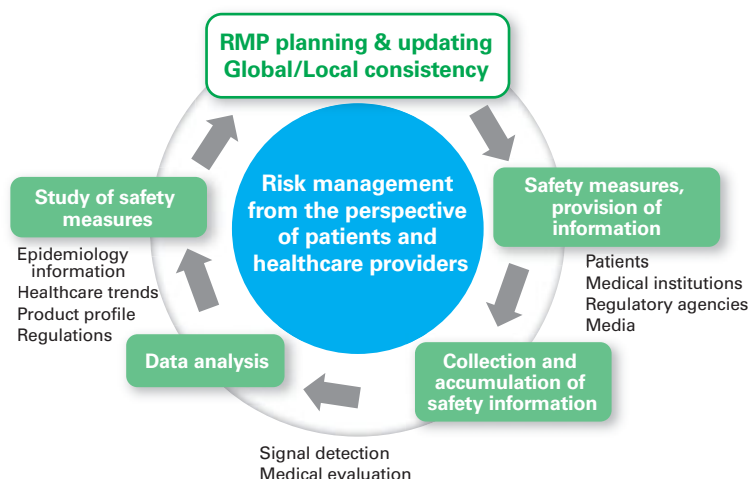 RMP planning & updating
Global/Local consistency
Safety measures,
provision of
information
Patients
Medical institutions
Regulatory agencies
Media
Collection and
accumulation of
safety information
Signal detection
Medical evaluation
Data analysis
Study of safety
measures
Epidemiology
information
Healthcare trends
Product profile
Regulations
Risk management
from the perspective
of patients and
healthcare providers